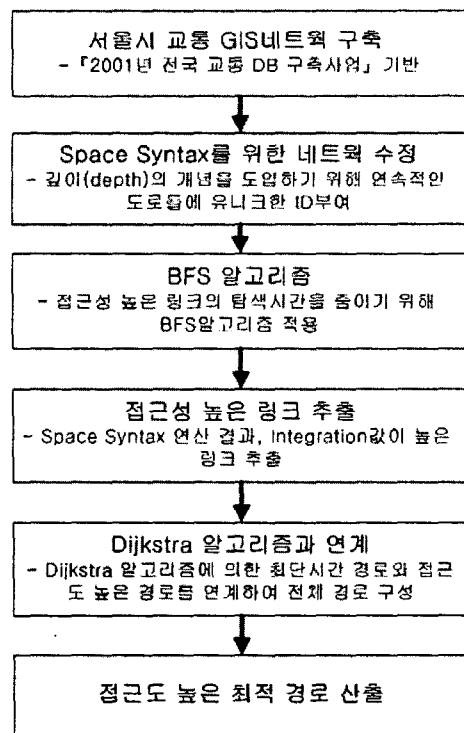 서울시 교통 GIS네트웍 구축
- 『2001년 전국 교통 DB 구축사업』 기반
Space Syntax를 위한 네트웍 수정
- 깊이(depth)의 개념을 도입하기 위해 연속적인
도로들에 유니크한 ID부여
BFS 알고리즘
- 접근성 높은 링크의 탐색시간을 줄이기 위해
BFS알고리즘 적용
접근성 높은 링크 추출
- Space Syntax 연산 결과, Integration값이 높은
링크 추출
Dijkstra 알고리즘과 연계
- Dijkstra 알고리즘에 의한 최단시간 경로와 접근
도 높은 경로를 연계하여 전체 경로 구성
접근도 높은 최적 경로 산출